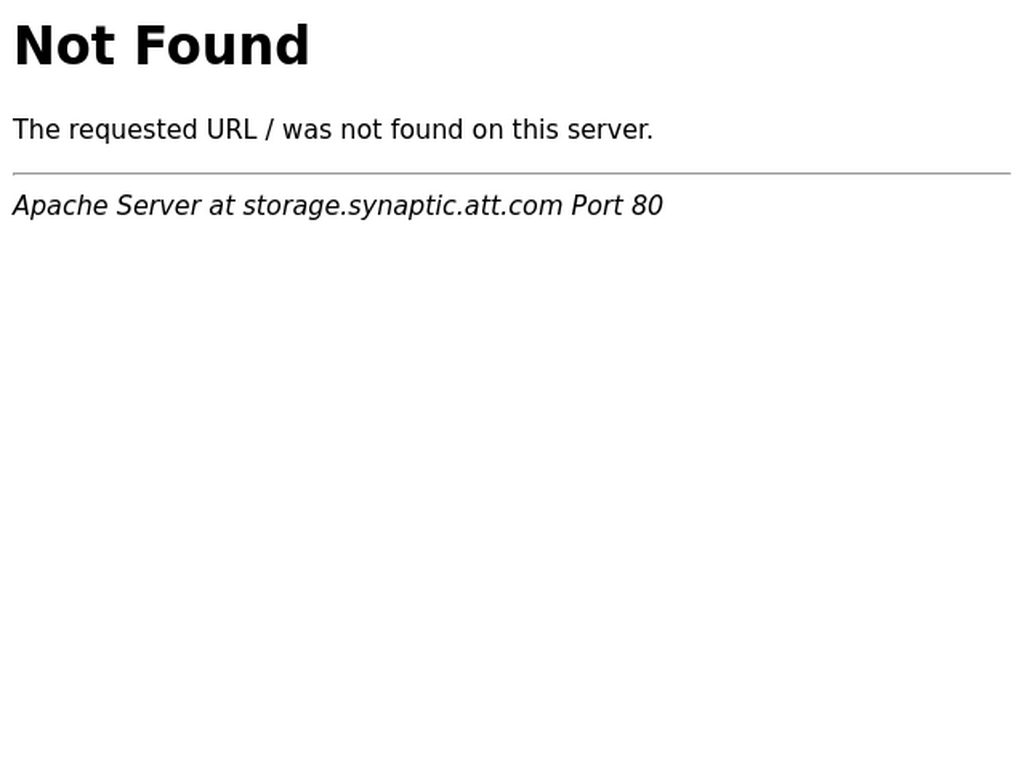 Not Found
The requested URL / was not found on this server.
Apache Server at storage.synaptic.att.com Port 80